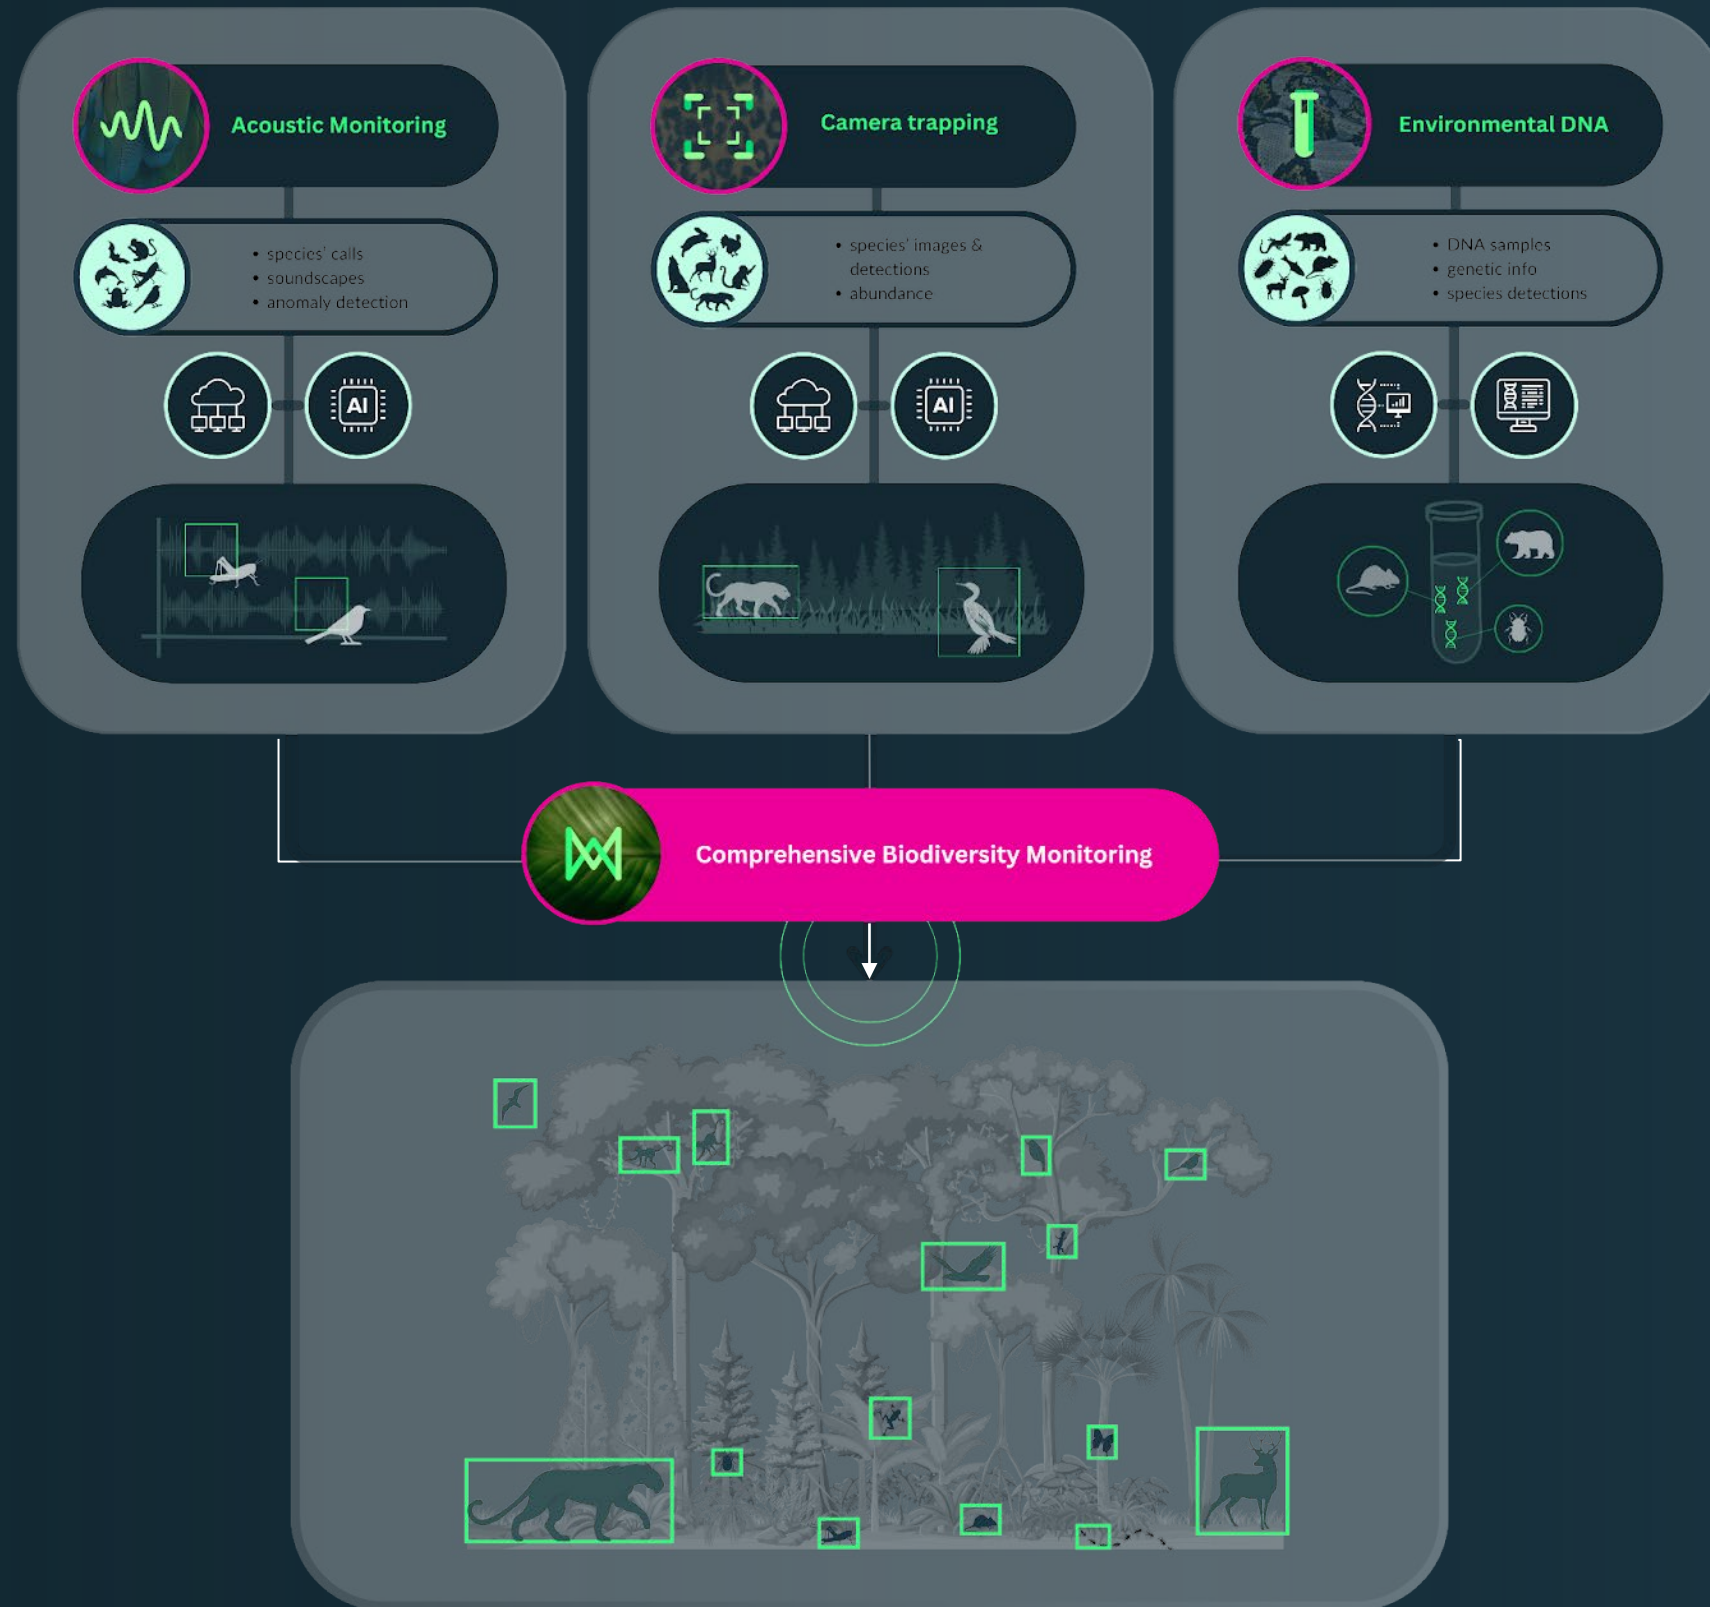 Acoustic Monitoring
• species' calls
• soundscapes
• anomaly detection
AI
Camera trapping
• species' images &
detections
• abundance
AI
Environmental DNA
• DNA samples
• genetic info
• species detections
Comprehensive Biodiversity Monitoring